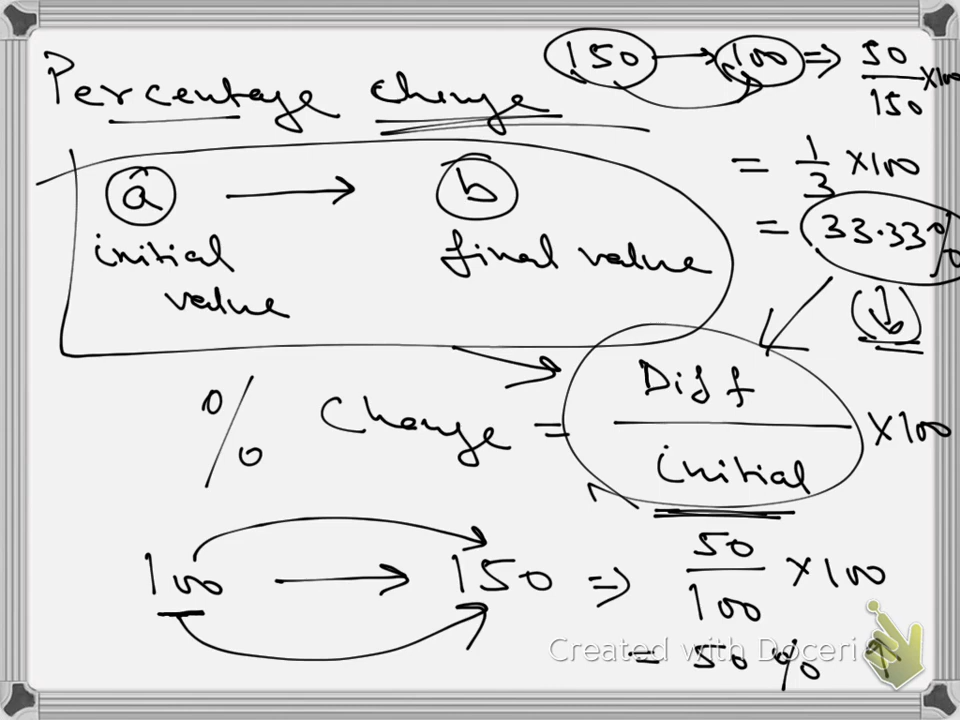 Percentage change
150 → 100 ⇒ 50/150 ×100
= 1/3 ×100
= 33.33% ↓
a → b
initial value
final value
% Change = Diff/initial ×100
100 → 150 ⇒ 50/100 ×100
= 50% ↑
Created with Doceri